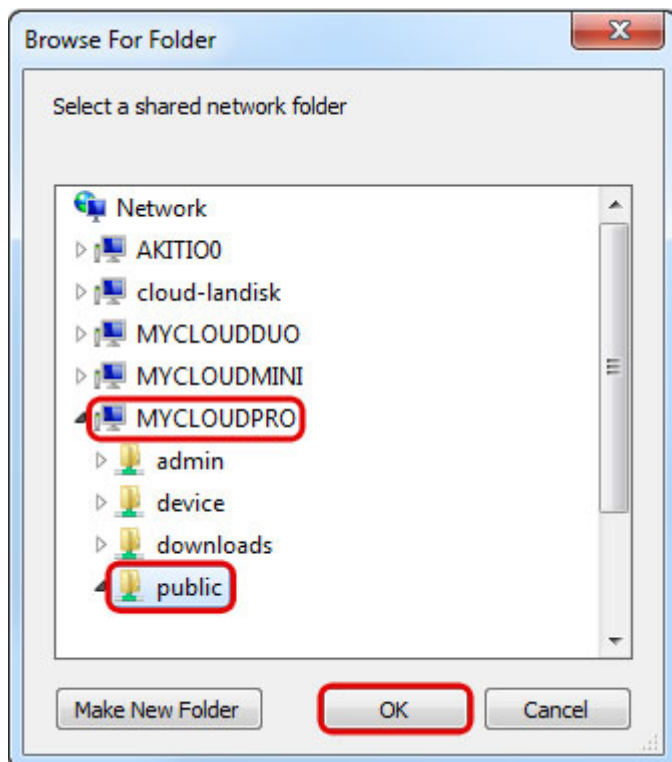 Browse For Folder
Select a shared network folder
Network
AKITIO0
cloud-landisk
MYCLOUDDUO
MYCLOUDMINI
MYCLOUDPRO
admin
device
downloads
public
Make New Folder
OK
Cancel